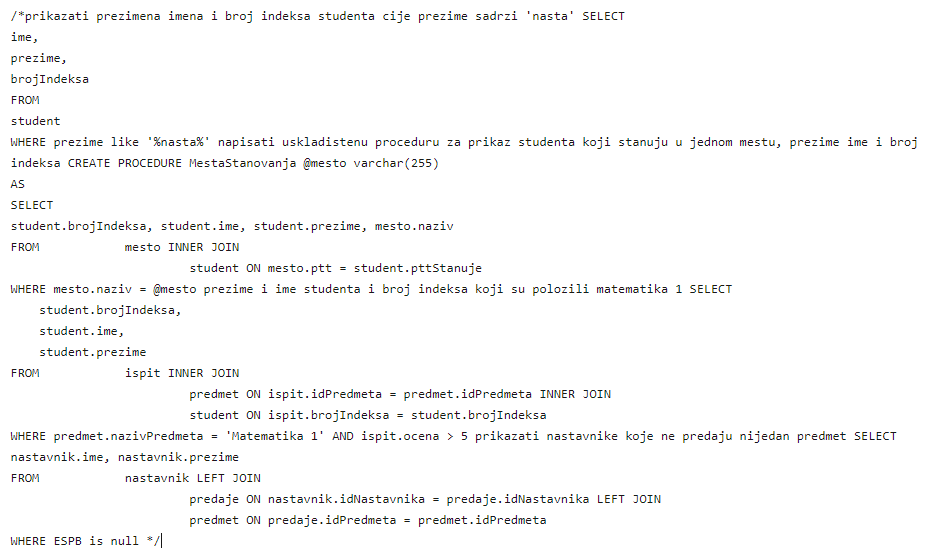 /*prikazati prezimena imena i broj indeksa studenta cije prezime sadrzi 'nasta' SELECT
ime,
prezime,
brojIndeksa
FROM
student
WHERE prezime like '%nasta%' napisati uskladistenu proceduru za prikaz studenta koji stanuju u jednom mestu, prezime ime i broj
indeksa CREATE PROCEDURE MestaStanovanja @mesto varchar(255)
AS
SELECT
student.brojIndeksa, student.ime, student.prezime, mesto.naziv
FROM            mesto INNER JOIN
                         student ON mesto.ptt = student.pttStanuje
WHERE mesto.naziv = @mesto prezime i ime studenta i broj indeksa koji su polozili matematika 1 SELECT
    student.brojIndeksa,
    student.ime,
    student.prezime
FROM            ispit INNER JOIN
                         predmet ON ispit.idPredmeta = predmet.idPredmeta INNER JOIN
                         student ON ispit.brojIndeksa = student.brojIndeksa
WHERE predmet.nazivPredmeta = 'Matematika 1' AND ispit.ocena > 5 prikazati nastavnike koje ne predaju nijedan predmet SELECT
nastavnik.ime, nastavnik.prezime
FROM            nastavnik LEFT JOIN
                         predaje ON nastavnik.idNastavnika = predaje.idNastavnika LEFT JOIN
                         predmet ON predaje.idPredmeta = predmet.idPredmeta
WHERE ESPB is null */